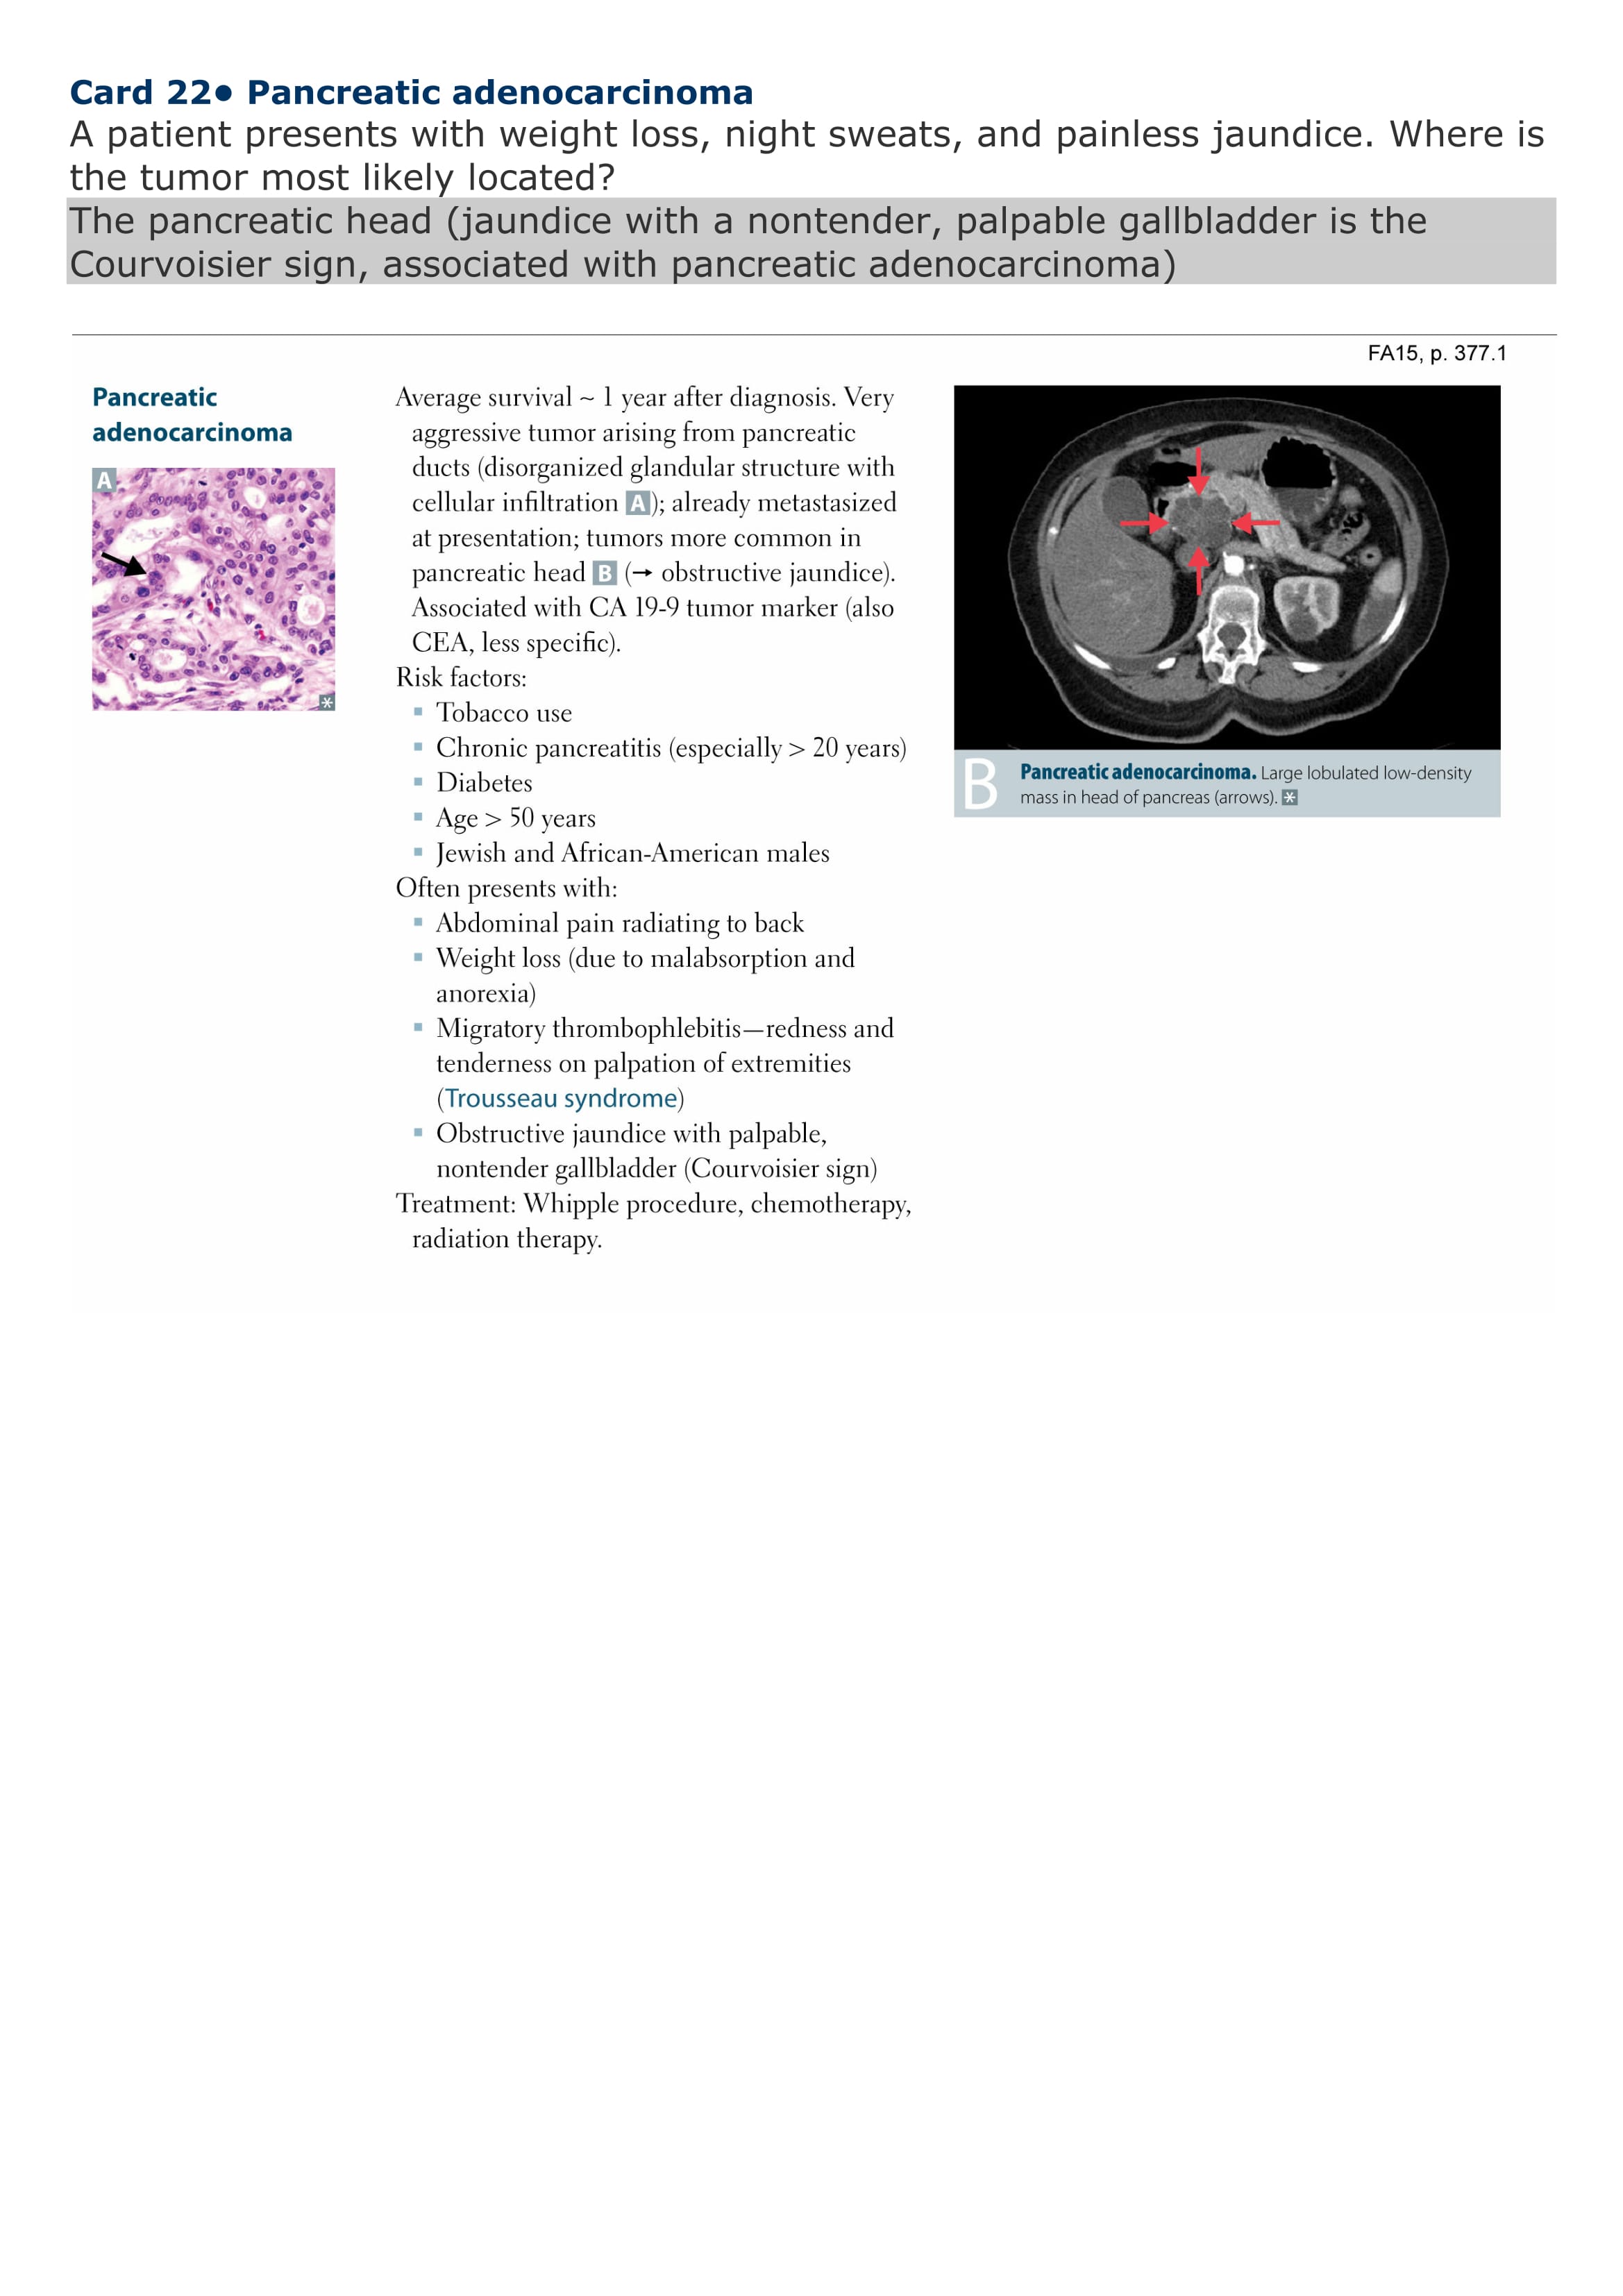 Card 22• Pancreatic adenocarcinoma
A patient presents with weight loss, night sweats, and painless jaundice. Where is
the tumor most likely located?
The pancreatic head (jaundice with a nontender, palpable gallbladder is the
Courvoisier sign, associated with pancreatic adenocarcinoma)
FA15, p. 377.1
Pancreatic
adenocarcinoma
A
*
Average survival ~ 1 year after diagnosis. Very
aggressive tumor arising from pancreatic
ducts (disorganized glandular structure with
cellular infiltration A); already metastasized
at presentation; tumors more common in
pancreatic head B (→ obstructive jaundice).
Associated with CA 19-9 tumor marker (also
CEA, less specific).
Risk factors:
▪ Tobacco use
▪ Chronic pancreatitis (especially > 20 years)
▪ Diabetes
▪ Age > 50 years
▪ Jewish and African-American males
Often presents with:
▪ Abdominal pain radiating to back
▪ Weight loss (due to malabsorption and
anorexia)
▪ Migratory thrombophlebitis—redness and
tenderness on palpation of extremities
(Trousseau syndrome)
▪ Obstructive jaundice with palpable,
nontender gallbladder (Courvoisier sign)
Treatment: Whipple procedure, chemotherapy,
radiation therapy.
B
Pancreatic adenocarcinoma. Large lobulated low-density
mass in head of pancreas (arrows). *